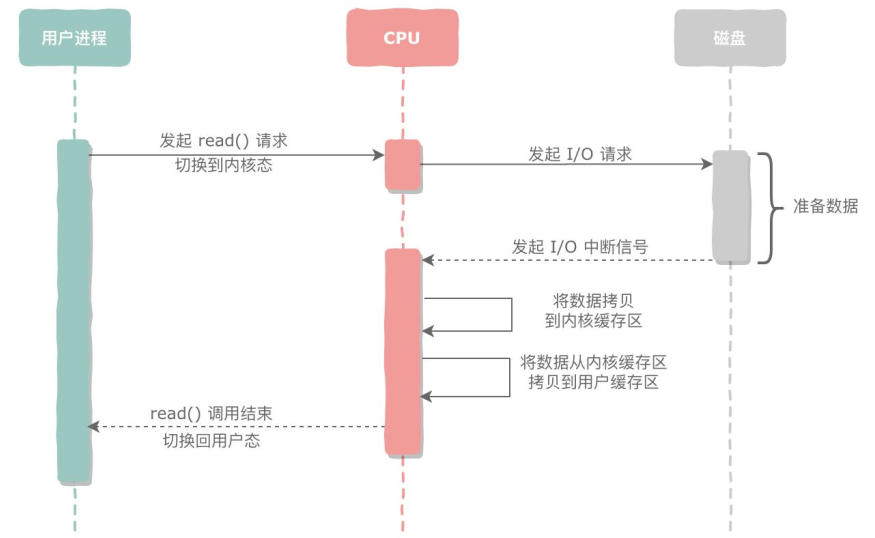 用户进程
CPU
磁盘
发起 read() 请求
切换到内核态
发起 I/O 请求
准备数据
发起 I/O 中断信号
将数据拷贝
到内核缓存区
将数据从内核缓存区
拷贝到用户缓存区
read() 调用结束
切换回用户态